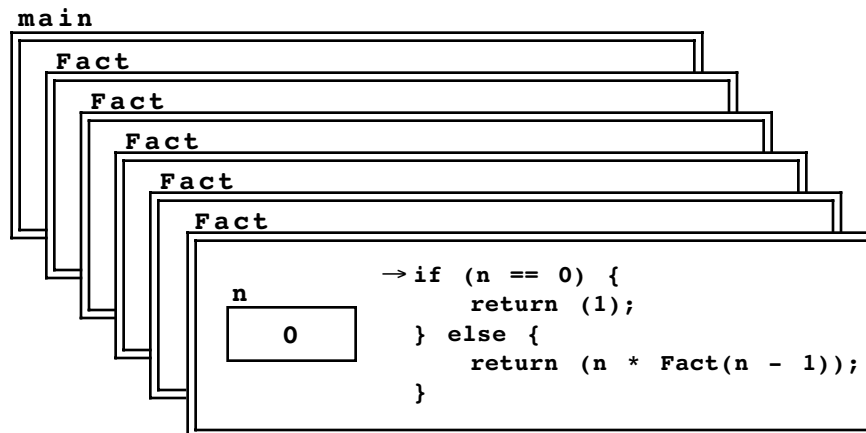 main
Fact
Fact
Fact
Fact
Fact
n
0
→ if (n == 0) {
return (1);
} else {
return (n * Fact(n – 1));
}